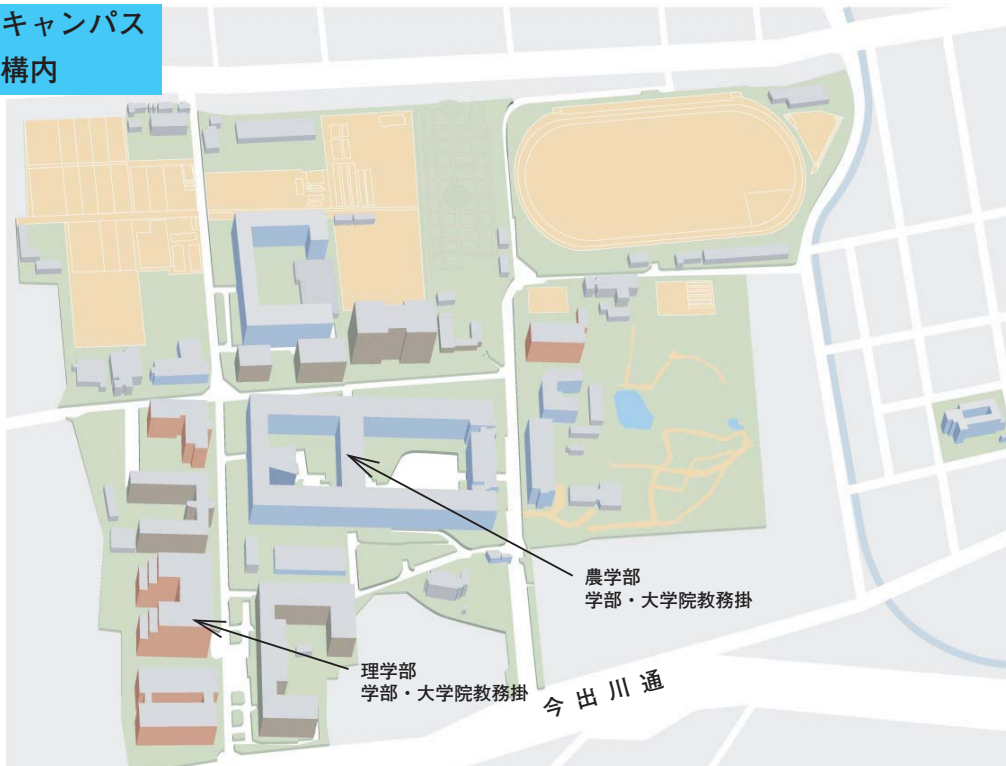 キャンパス
構内
農学部
学部・大学院教務掛
理学部
学部・大学院教務掛
今出川通